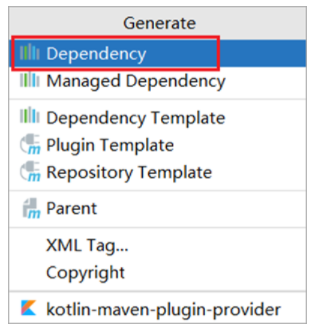 Generate
Dependency
Managed Dependency
Dependency Template
Plugin Template
Repository Template
Parent
XML Tag...
Copyright
kotlin-maven-plugin-provider